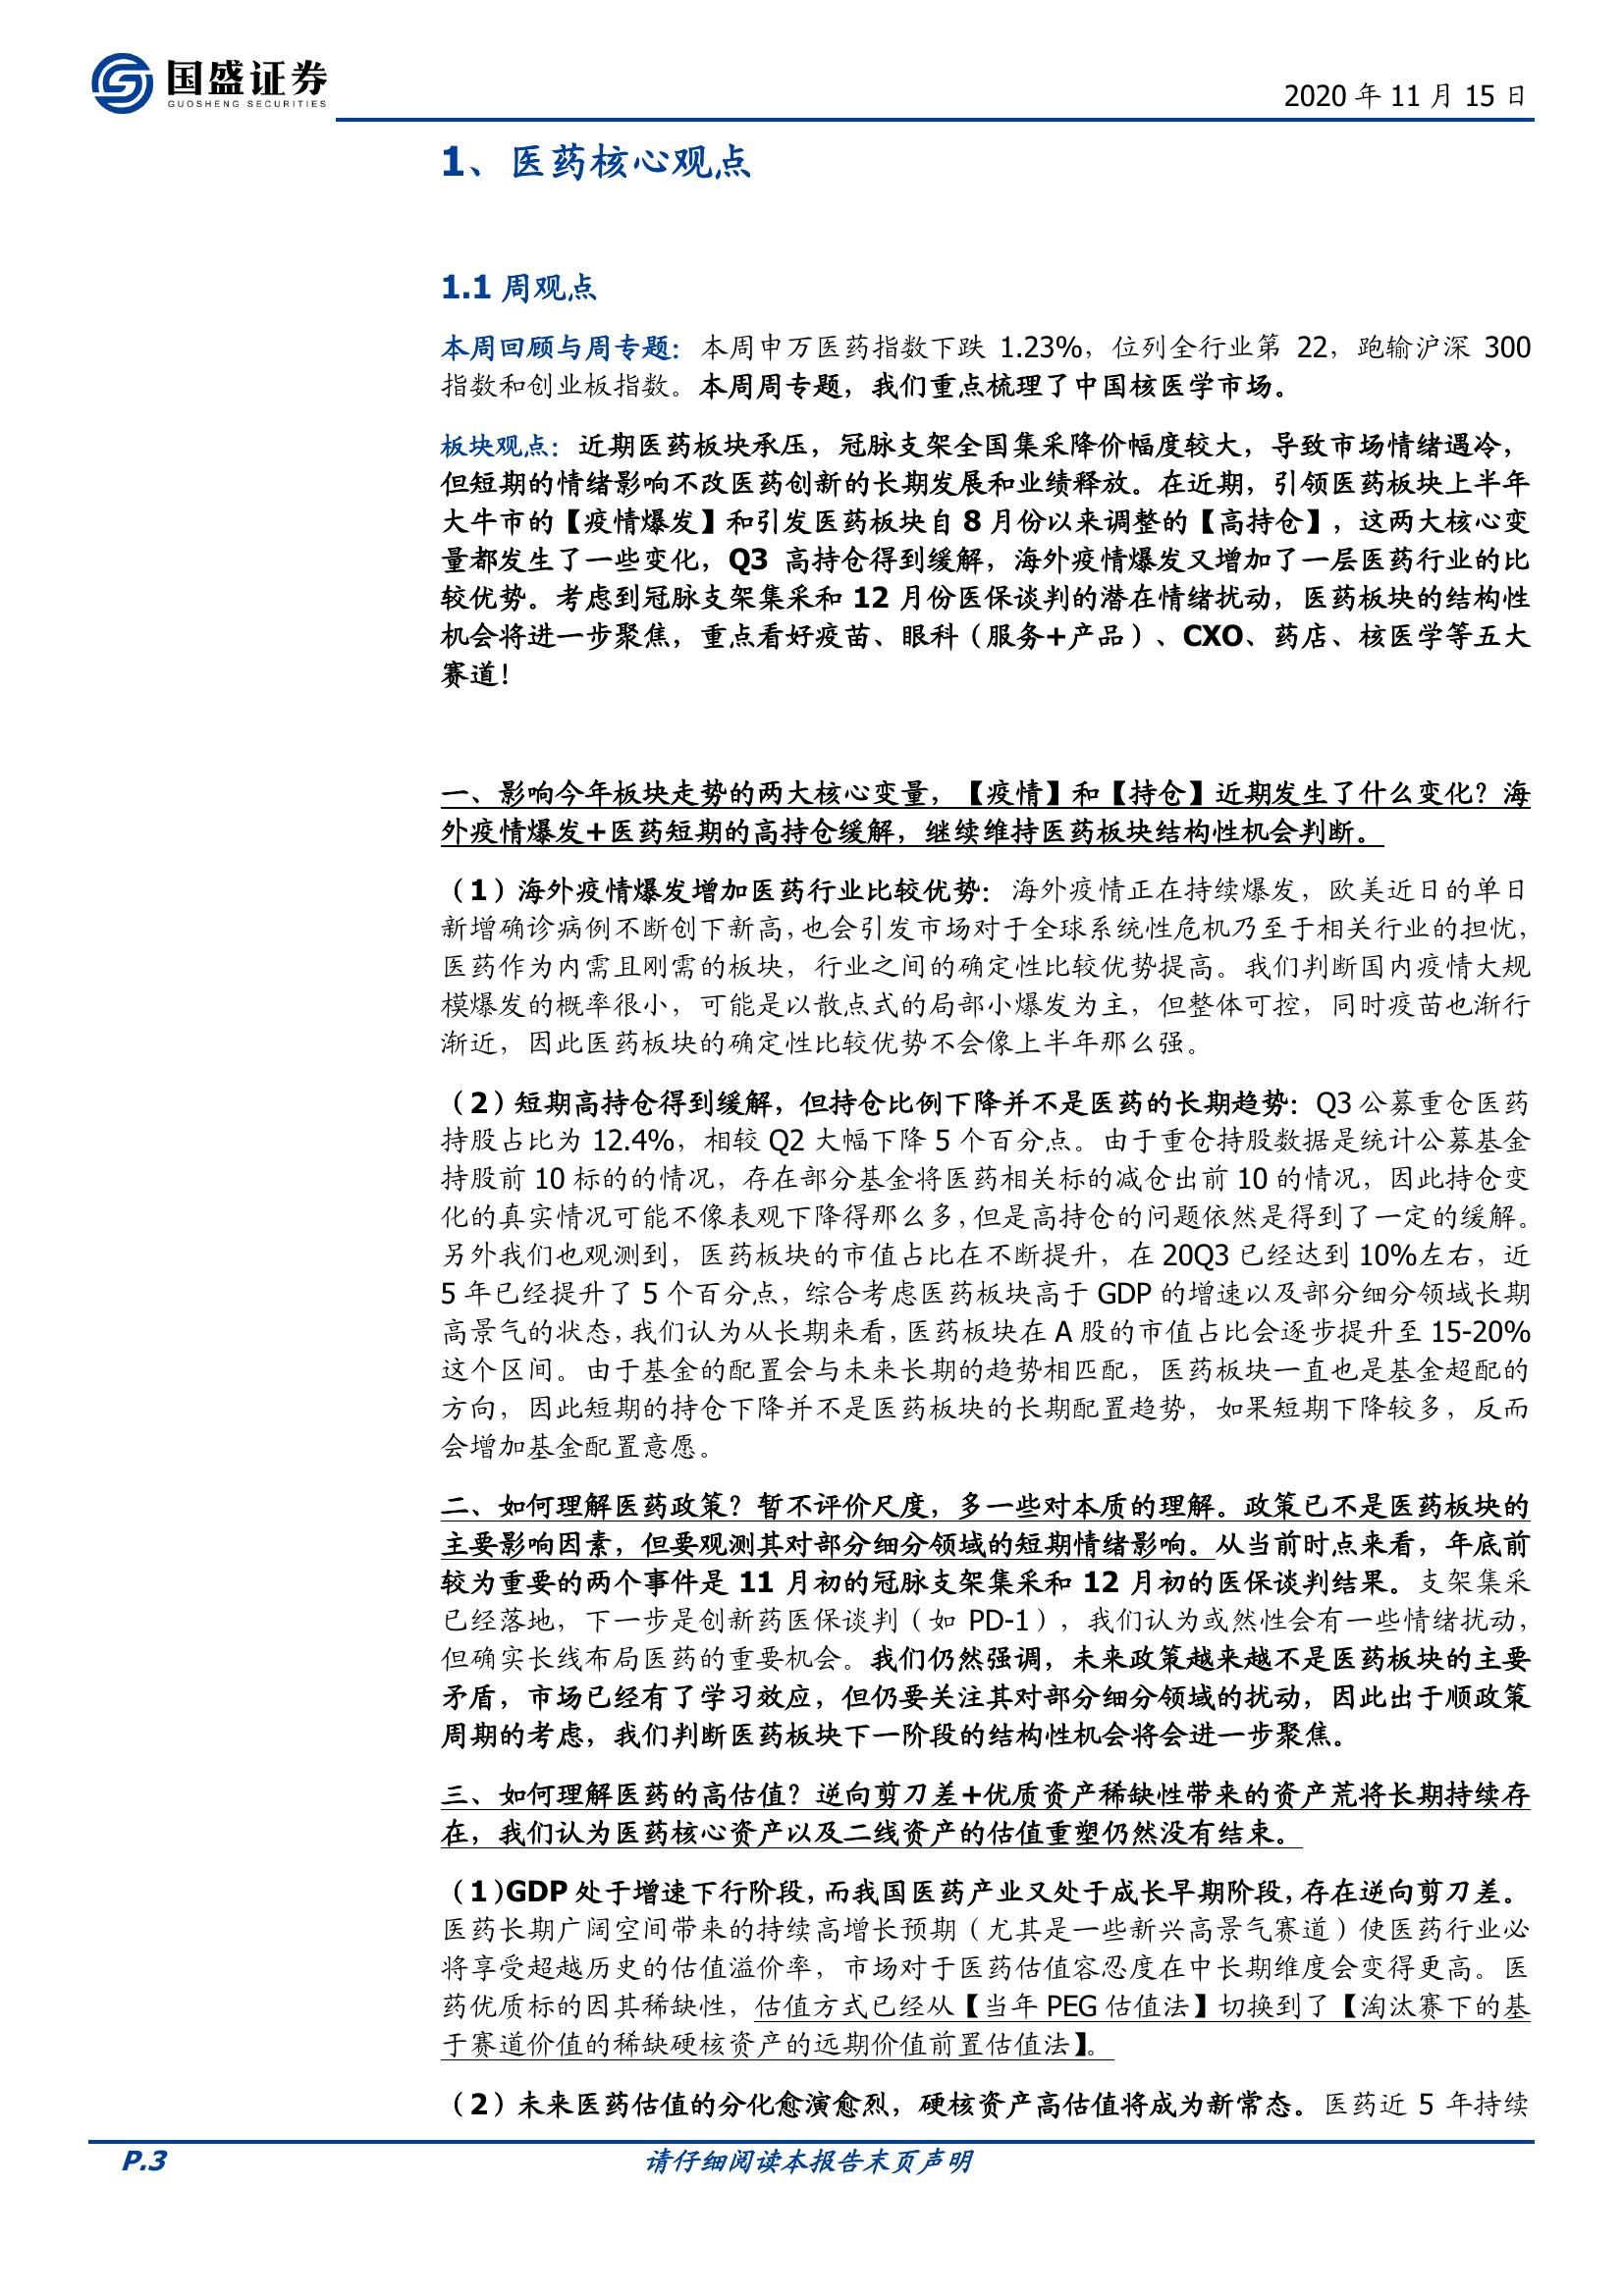 国盛证券
GUOSHENG SECURITIES
2020 年 11 月 15 日
1、医药核心观点
1.1 周观点
本周回顾与周专题：本周申万医药指数下跌 1.23%，位列全行业第 22，跑输沪深 300
指数和创业板指数。本周周专题，我们重点梳理了中国核医学市场。
板块观点：近期医药板块承压，冠脉支架全国集采降价幅度较大，导致市场情绪遇冷，
但短期的情绪影响不改医药创新的长期发展和业绩释放。在近期，引领医药板块上半年
大牛市的【疫情爆发】和引发医药板块自 8 月份以来调整的【高持仓】，这两大核心变
量都发生了一些变化，Q3 高持仓得到缓解，海外疫情爆发又增加了一层医药行业的比
较优势。考虑到冠脉支架集采和 12 月份医保谈判的潜在情绪扰动，医药板块的结构性
机会将进一步聚焦，重点看好疫苗、眼科（服务+产品）、CXO、药店、核医学等五大
赛道！
一、影响今年板块走势的两大核心变量，【疫情】和【持仓】近期发生了什么变化？海
外疫情爆发+医药短期的高持仓缓解，继续维持医药板块结构性机会判断。
（1）海外疫情爆发增加医药行业比较优势：海外疫情正在持续爆发，欧美近日的单日
新增确诊病例不断创下新高，也会引发市场对于全球系统性危机乃至于相关行业的担忧，
医药作为内需且刚需的板块，行业之间的确定性比较优势提高。我们判断国内疫情大规
模爆发的概率很小，可能是以散点式的局部小爆发为主，但整体可控，同时疫苗也渐行
渐近，因此医药板块的确定性比较优势不会像上半年那么强。
（2）短期高持仓得到缓解，但持仓比例下降并不是医药的长期趋势：Q3 公募重仓医药
持股占比为 12.4%，相较 Q2 大幅下降 5 个百分点。由于重仓持股数据是统计公募基金
持股前 10 标的的情况，存在部分基金将医药相关标的减仓出前 10 的情况，因此持仓变
化的真实情况可能不像表观下降得那么多，但是高持仓的问题依然是得到了一定的缓解。
另外我们也观测到，医药板块的市值占比在不断提升，在 20Q3 已经达到 10%左右，近
5 年已经提升了 5 个百分点，综合考虑医药板块高于 GDP 的增速以及部分细分领域长期
高景气的状态，我们认为从长期来看，医药板块在 A 股的市值占比会逐步提升至 15-20%
这个区间。由于基金的配置会与未来长期的趋势相匹配，医药板块一直也是基金超配的
方向，因此短期的持仓下降并不是医药板块的长期配置趋势，如果短期下降较多，反而
会增加基金配置意愿。
二、如何理解医药政策？暂不评价尺度，多一些对本质的理解。政策已不是医药板块的
主要影响因素，但要观测其对部分细分领域的短期情绪影响。从当前时点来看，年底前
较为重要的两个事件是 11 月初的冠脉支架集采和 12 月初的医保谈判结果。支架集采
已经落地，下一步是创新药医保谈判（如 PD-1），我们认为或然性会有一些情绪扰动，
但确实长线布局医药的重要机会。我们仍然强调，未来政策越来越不是医药板块的主要
矛盾，市场已经有了学习效应，但仍要关注其对部分细分领域的扰动，因此出于顺政策
周期的考虑，我们判断医药板块下一阶段的结构性机会将会进一步聚焦。
三、如何理解医药的高估值？逆向剪刀差+优质资产稀缺性带来的资产荒将长期持续存
在，我们认为医药核心资产以及二线资产的估值重塑仍然没有结束。
（1）GDP 处于增速下行阶段，而我国医药产业又处于成长早期阶段，存在逆向剪刀差。
医药长期广阔空间带来的持续高增长预期（尤其是一些新兴高景气赛道）使医药行业必
将享受超越历史的估值溢价率，市场对于医药估值容忍度在中长期维度会变得更高。医
药优质标的因其稀缺性，估值方式已经从【当年 PEG 估值法】切换到了【淘汰赛下的基
于赛道价值的稀缺硬核资产的远期价值前置估值法】。
（2）未来医药估值的分化愈演愈烈，硬核资产高估值将成为新常态。医药近 5 年持续
P.3
请仔细阅读本报告末页声明